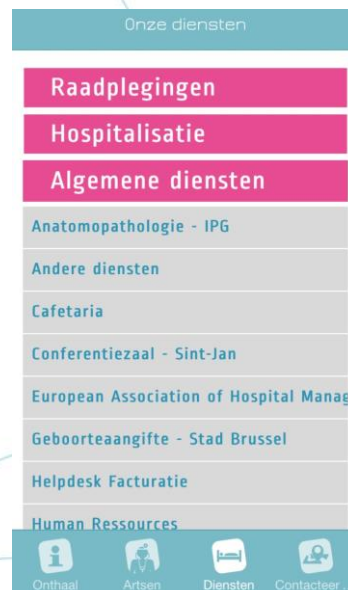 Onze diensten
Raadplegingen
Hospitalisatie
Algemene diensten
Anatomopathologie - IPG
Andere diensten
Cafetaria
Conferentiezaal - Sint-Jan
European Association of Hospital Manag
Geboorteaangifte - Stad Brussel
Helpdesk Facturatie
Human Ressources
Onthaal Artsen Diensten Contacteer .